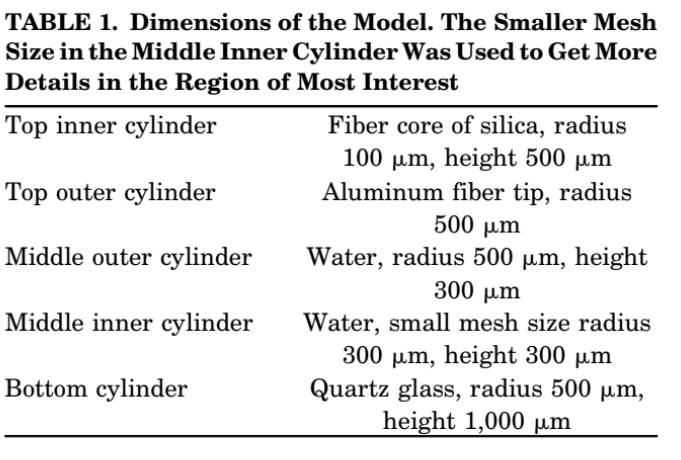 TABLE 1. Dimensions of the Model. The Smaller Mesh
Size in the Middle Inner Cylinder Was Used to Get More
Details in the Region of Most Interest
Top inner cylinder Fiber core of silica, radius
100 μm, height 500 μm
Top outer cylinder Aluminum fiber tip, radius
500 μm
Middle outer cylinder Water, radius 500 μm, height
300 μm
Middle inner cylinder Water, small mesh size radius
300 μm, height 300 μm
Bottom cylinder Quartz glass, radius 500 μm,
height 1,000 μm